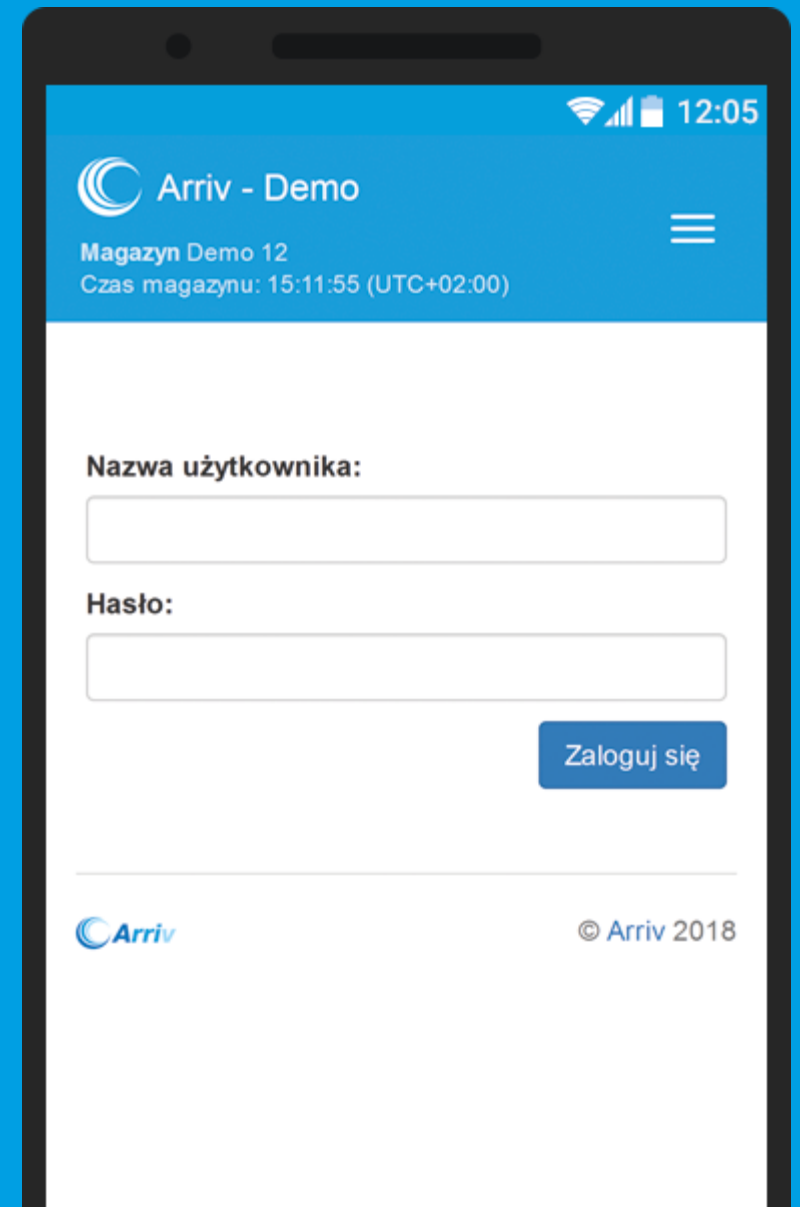 12:05
Arriv - Demo
Magazyn Demo 12
Czas magazynu: 15:11:55 (UTC+02:00)
Nazwa użytkownika:
Hasło:
Zaloguj się
Arriv © Arriv 2018